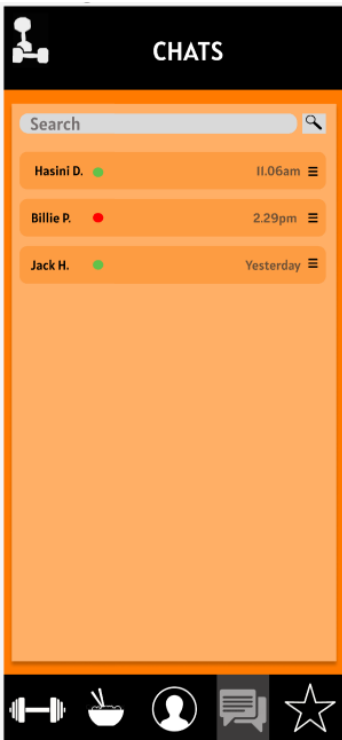 CHATS
Search
Hasini D. 11.06am
Billie P. 2.29pm
Jack H. Yesterday